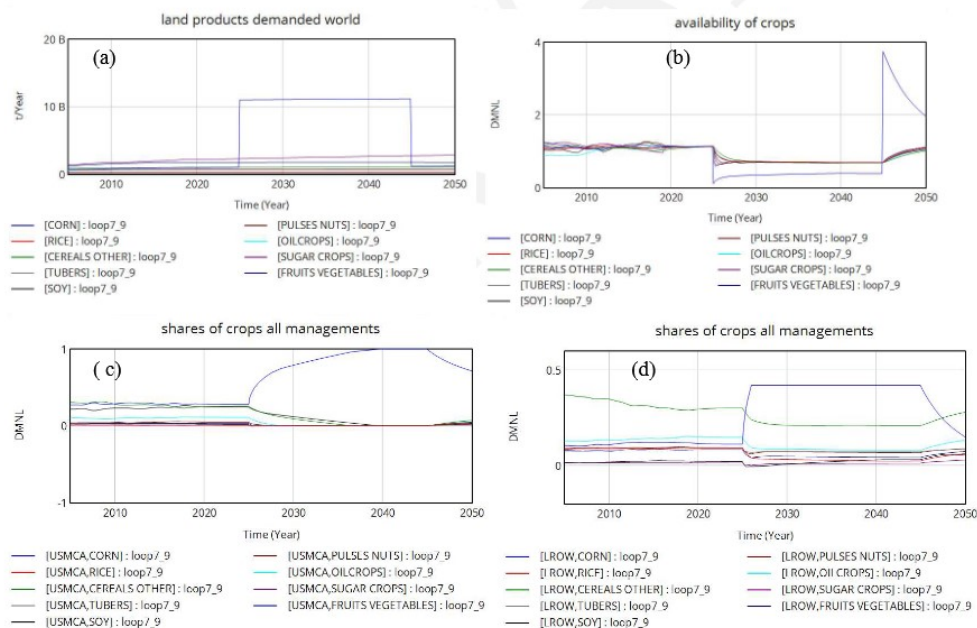 land products demanded world
(a)
20 B
10 B
0
t/Year
2010 2020 2030 2040 2050
Time (Year)
[CORN] : loop7_9
[RICE] : loop7_9
[CEREALS OTHER] : loop7_9
[TUBERS] : loop7_9
[SOY] : loop7_9
[PULSES NUTS] : loop7_9
[OILCROPS] : loop7_9
[SUGAR CROPS] : loop7_9
[FRUITS VEGETABLES] : loop7_9
availability of crops
(b)
4
2
0
DMNL
2010 2020 2030 2040 2050
Time (Year)
[CORN] : loop7_9
[RICE] : loop7_9
[CEREALS OTHER] : loop7_9
[TUBERS] : loop7_9
[SOY] : loop7_9
[PULSES NUTS] : loop7_9
[OILCROPS] : loop7_9
[SUGAR CROPS] : loop7_9
[FRUITS VEGETABLES] : loop7_9
shares of crops all managements
( c)
1
0
-1
DMNL
2010 2020 2030 2040 2050
Time (Year)
[USMCA,CORN] : loop7_9
[USMCA,RICE] : loop7_9
[USMCA,CEREALS OTHER] : loop7_9
[USMCA,TUBERS] : loop7_9
[USMCA,SOY] : loop7_9
[USMCA,PULSES NUTS] : loop7_9
[USMCA,OILCROPS] : loop7_9
[USMCA,SUGAR CROPS] : loop7_9
[USMCA,FRUITS VEGETABLES] : loop7_9
shares of crops all managements
(d)
0.5
0
DMNL
2010 2020 2030 2040 2050
Time (Year)
[LROW,CORN] : loop7_9
[LROW,RICE] : loop7_9
[LROW,CEREALS OTHER] : loop7_9
[LROW,TUBERS] : loop7_9
[LROW,SOY] : loop7_9
[LROW,PULSES NUTS] : loop7_9
[LROW,OILCROPS] : loop7_9
[LROW,SUGAR CROPS] : loop7_9
[LROW,FRUITS VEGETABLES] : loop7_9